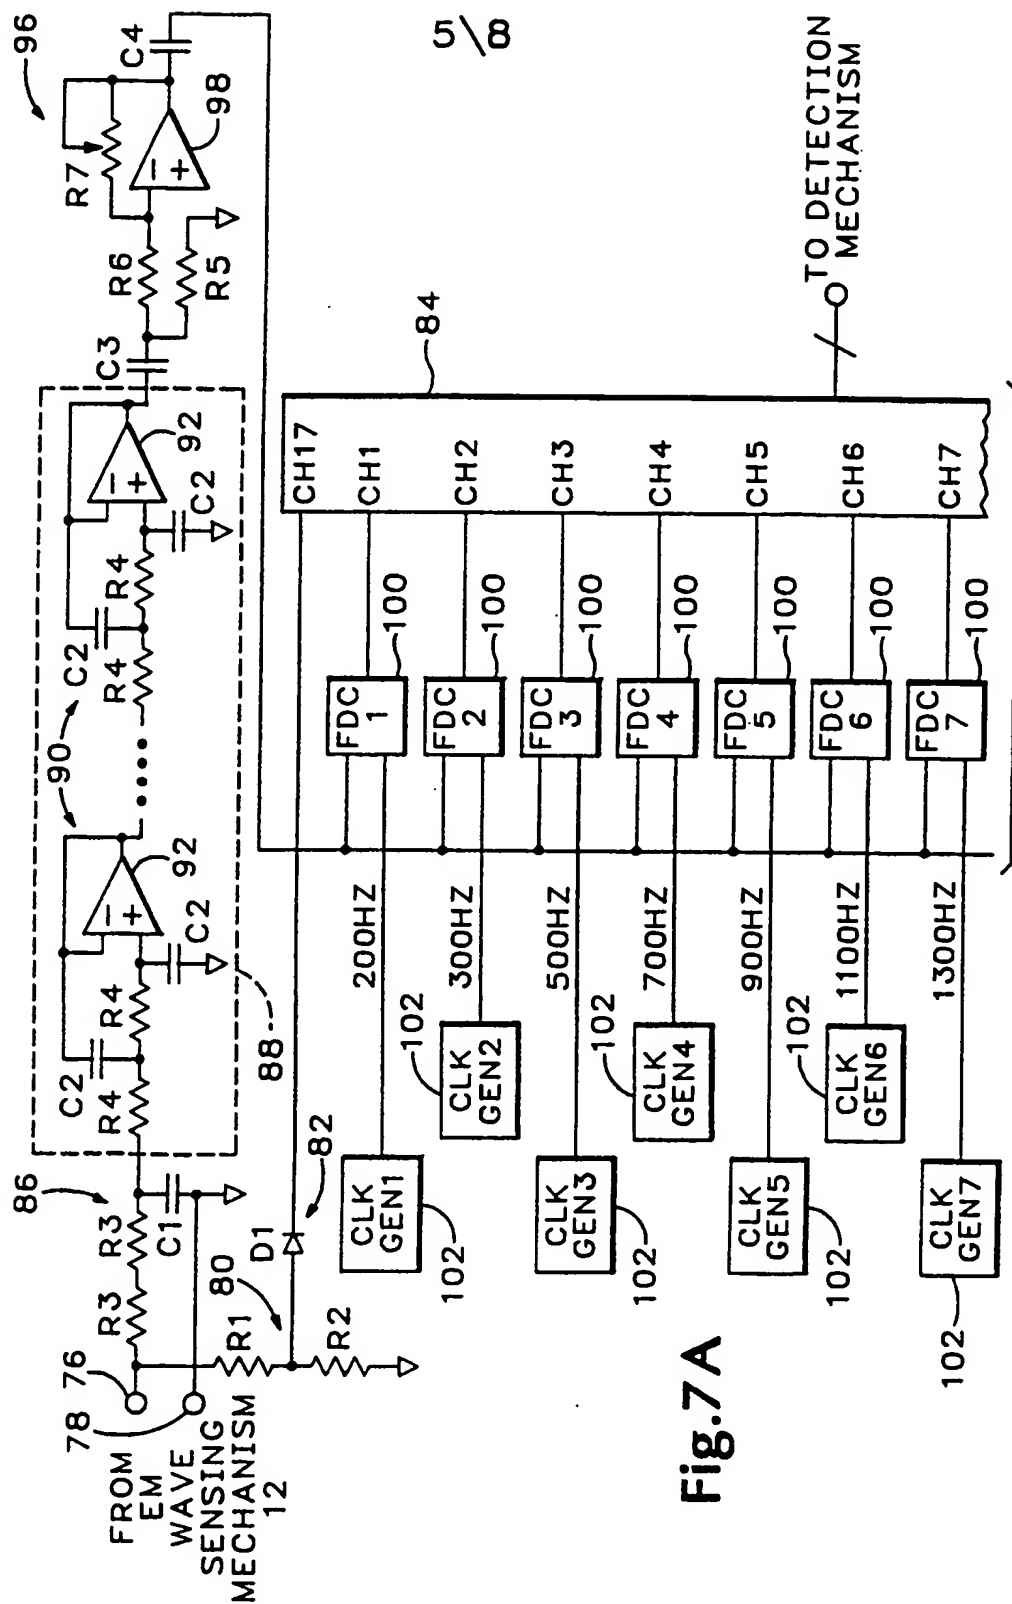 5\8
FROM
EM
WAVE
SENSING
MECHANISM
12
76
78
R3
R3
86
C1
R1
80
R2
D1
82
88
R4
R4
C2
C2
92
90
R4
R4
C2
C2
92
C3
R6
R5
R7
98
C4
96
CH17
CH1
CH2
CH3
CH4
CH5
CH6
CH7
84
TO DETECTION
MECHANISM
FDC
1
100
FDC
2
100
FDC
3
100
FDC
4
100
FDC
5
100
FDC
6
100
FDC
7
100
200HZ
300HZ
500HZ
700HZ
900HZ
1100HZ
1300HZ
CLK
GEN1
102
CLK
GEN2
102
CLK
GEN3
102
CLK
GEN4
102
CLK
GEN5
102
CLK
GEN6
102
CLK
GEN7
102
Fig.7A